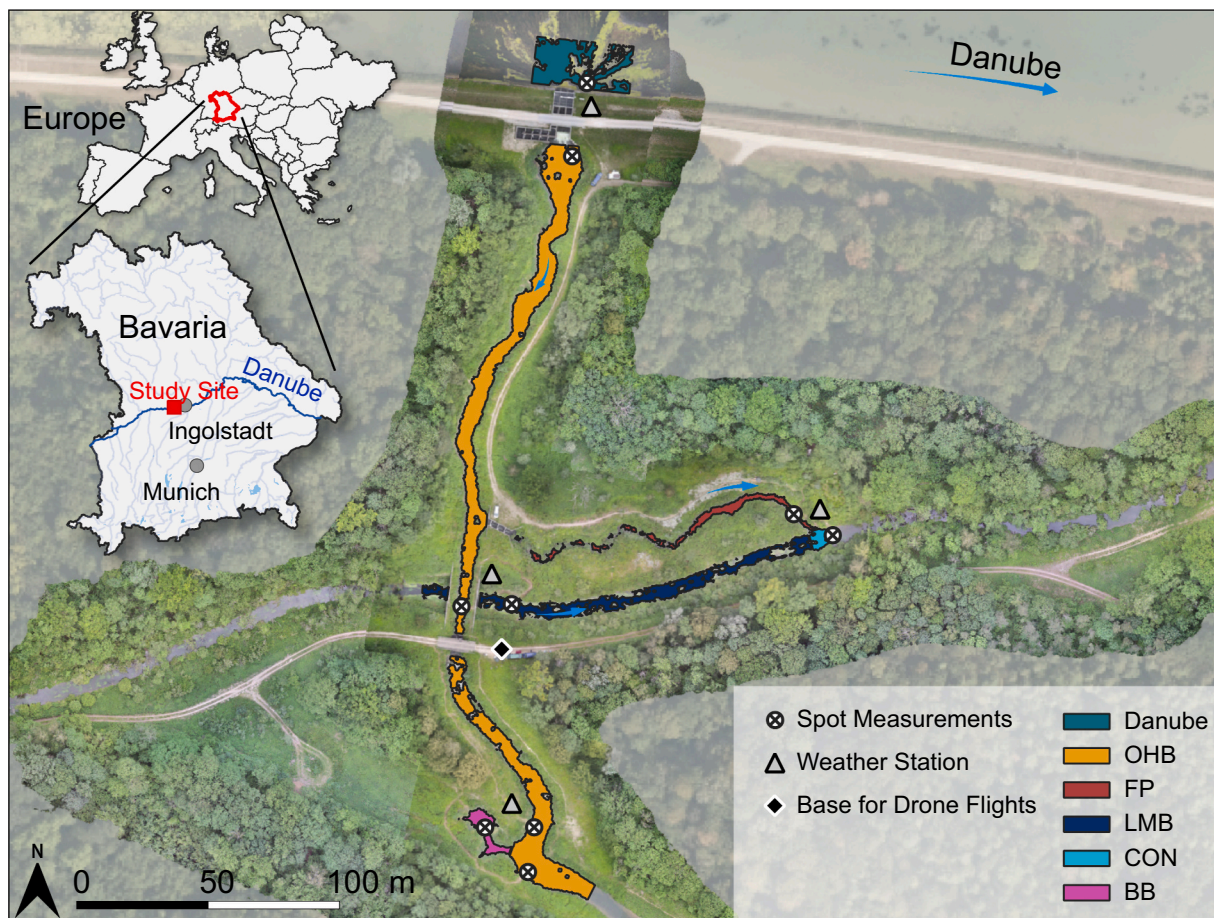 Europe
Danube
Bavaria
Danube
Study Site
Ingolstadt
Munich
Spot Measurements
Weather Station
Base for Drone Flights
Danube
OHB
FP
LMB
CON
BB
N
0 50 100 m